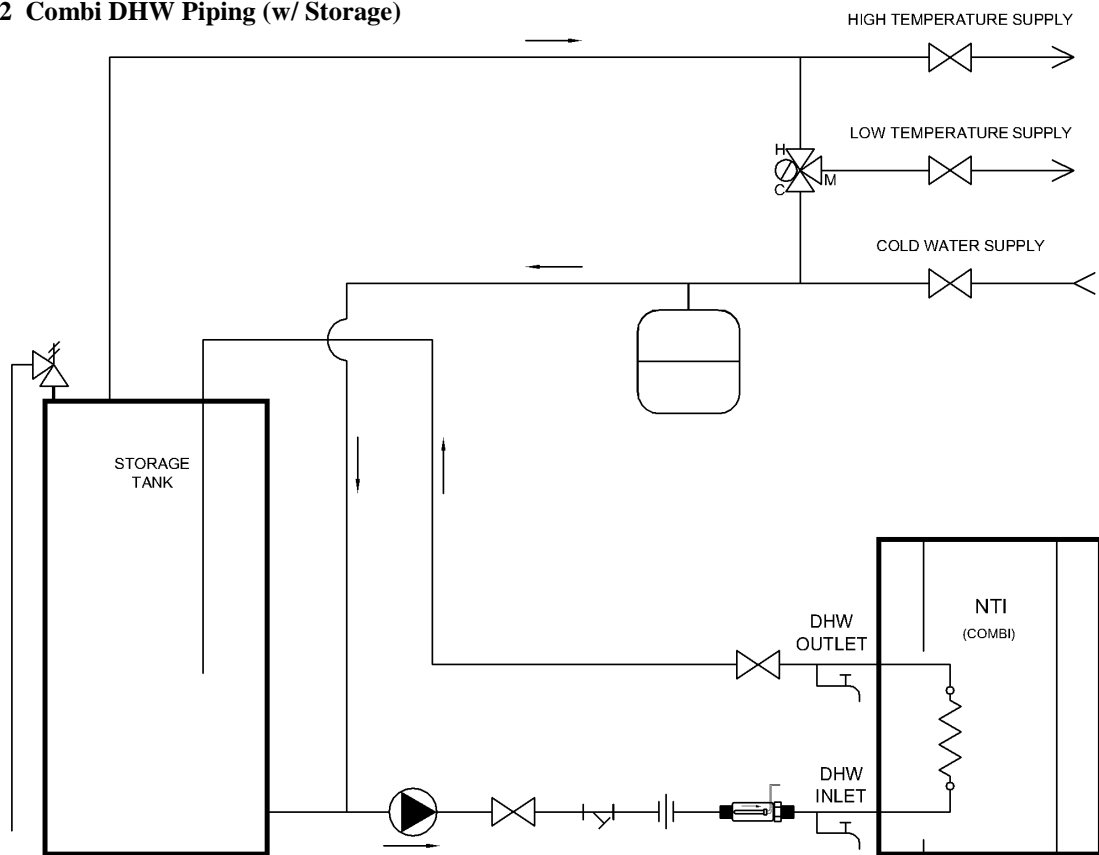 2 Combi DHW Piping (w/ Storage)
HIGH TEMPERATURE SUPPLY
LOW TEMPERATURE SUPPLY
H
C
M
COLD WATER SUPPLY
STORAGE
TANK
NTI
(COMBI)
DHW
OUTLET
DHW
INLET